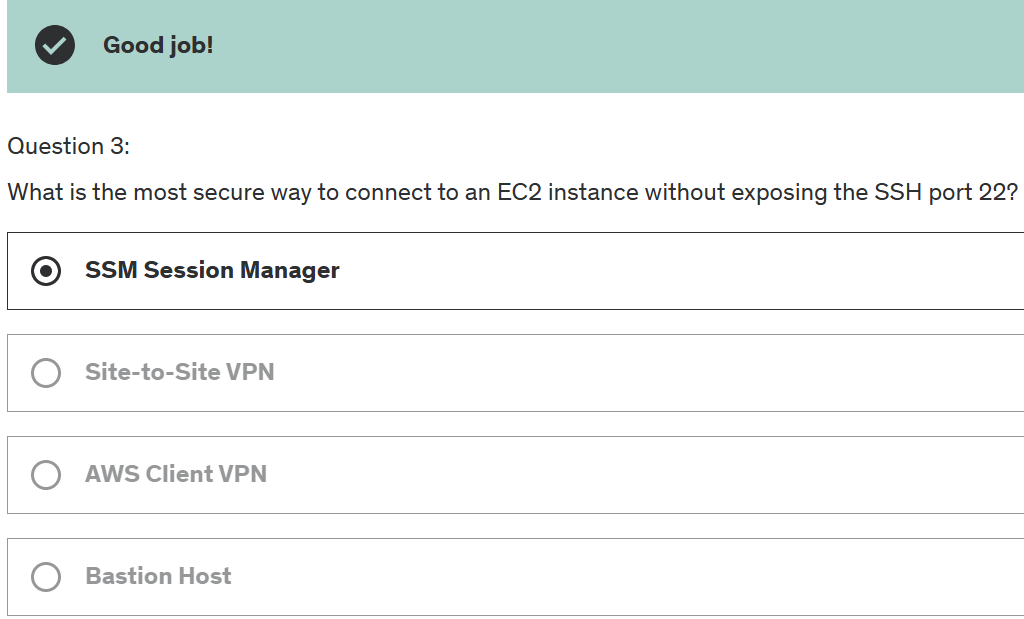 Good job!
Question 3:
What is the most secure way to connect to an EC2 instance without exposing the SSH port 22?
SSM Session Manager
Site-to-Site VPN
AWS Client VPN
Bastion Host